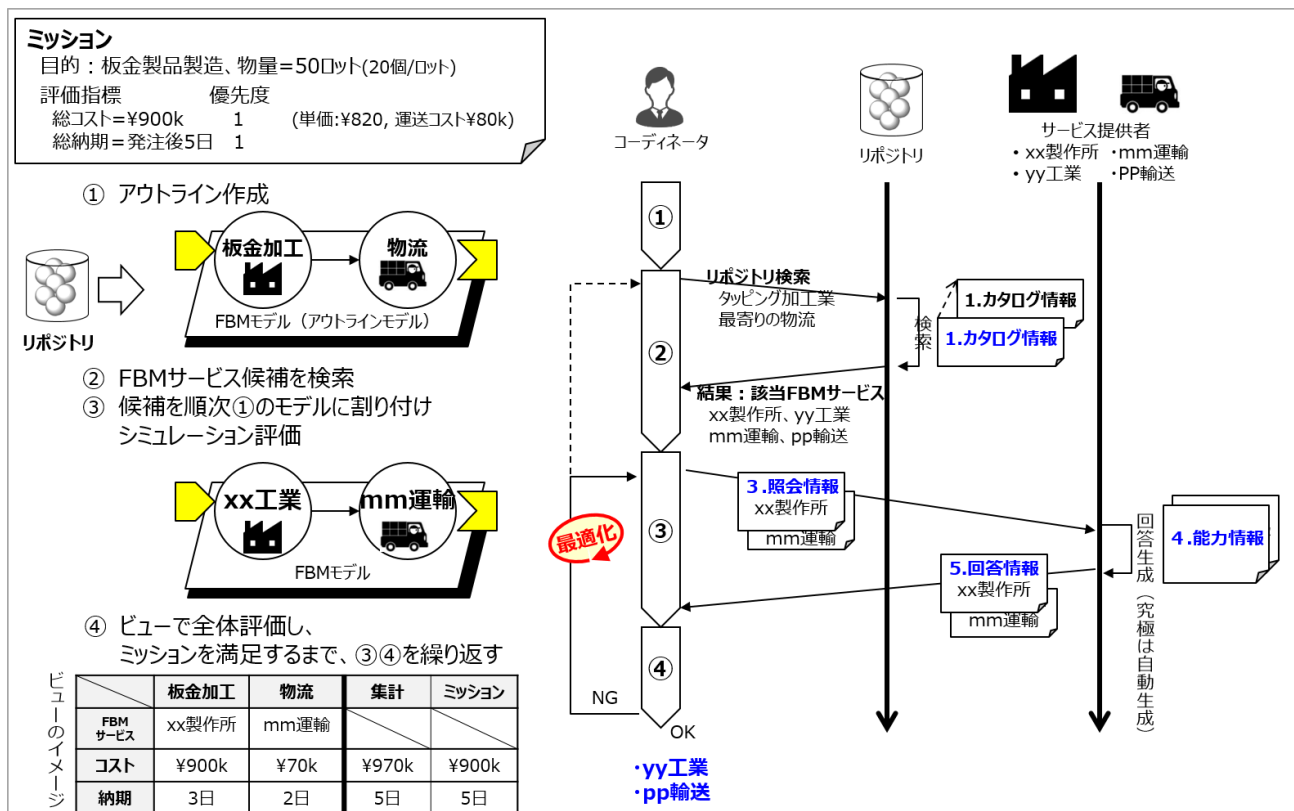 ミッション
目的：板金製品製造、物量=50ロット(20個/ロット)
評価指標 優先度
総コスト=¥900k 1 (単価:¥820, 運送コスト¥80k)
総納期=発注後5日 1
① アウトライン作成
リポジトリ
板金加工 物流
FBMモデル（アウトラインモデル）
② FBMサービス候補を検索
③ 候補を順次①のモデルに割り付け
シミュレーション評価
xx工業 mm運輸
FBMモデル
④ ビューで全体評価し、
ミッションを満足するまで、③④を繰り返す
ビューのイメージ
板金加工 物流 集計 ミッション
FBM
サービス xx製作所 mm運輸
コスト ¥900k ¥70k ¥970k ¥900k
納期 3日 2日 5日 5日
コーディネータ
リポジトリ
サービス提供者
・xx製作所 ・mm運輸
・yy工業 ・PP輸送
①
②
③
④
リポジトリ検索
タッピング加工業
最寄りの物流
検索
1.カタログ情報
1.カタログ情報
結果：該当FBMサービス
xx製作所、yy工業
mm運輸、pp輸送
最適化
3.照会情報
xx製作所
mm運輸
回答生成（究極は自動生成）
4.能力情報
5.回答情報
xx製作所
mm運輸
NG
OK
・yy工業
・pp輸送